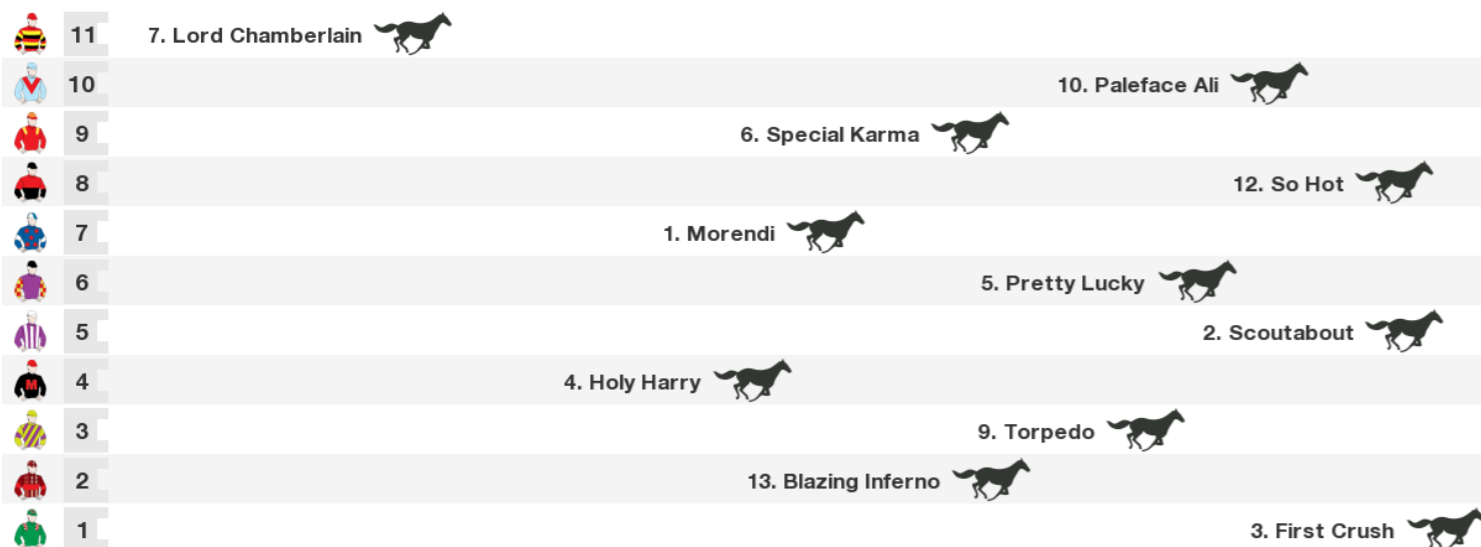 11 7. Lord Chamberlain
10 10. Paleface Ali
9 6. Special Karma
8 12. So Hot
7 1. Morendi
6 5. Pretty Lucky
5 2. Scoutabout
4 4. Holy Harry
M
3 9. Torpedo
2 13. Blazing Inferno
1 3. First Crush